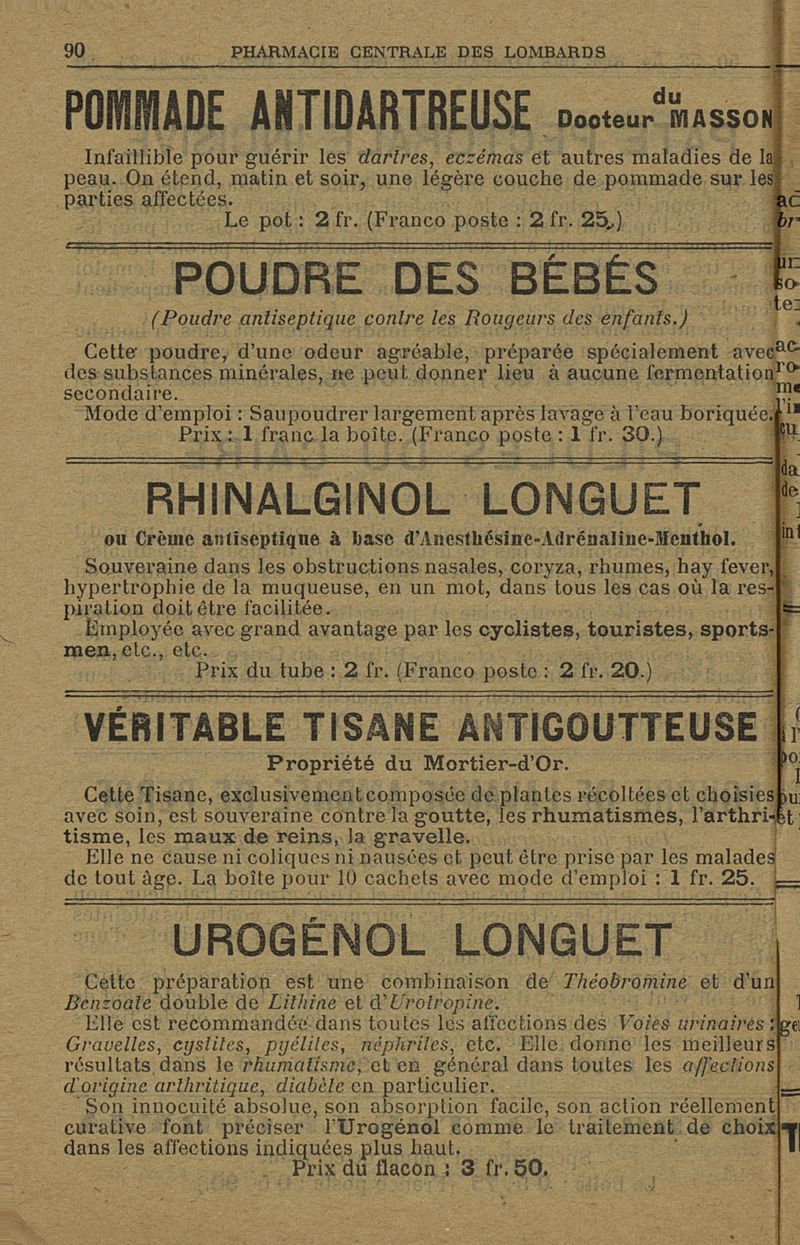 90 PHARMACIE CENTRALE DES LOMBARDS
POMMADE ANTIDARTREUSE du Docteur MASSON
Infaillible pour guérir les dartres, eczémas et autres maladies de la
peau. On étend, matin et soir, une légère couche de pommade sur les
parties affectées.
Le pot : 2 fr. (Franco poste : 2 fr. 25.)
POUDRE DES BÉBÉS
(Poudre antiseptique contre les Rougeurs des enfants.)
Cette poudre, d'une odeur agréable, préparée spécialement avec
des substances minérales, ne peut donner lieu à aucune fermentation
secondaire.
Mode d'emploi : Saupoudrer largement après lavage à l'eau boriquée.
Prix : 1 franc la boîte. (Franco poste : 1 fr. 30.)
RHINALGINOL LONGUET
ou Crème antiseptique à base d'Anesthésine-Adrénaline-Menthol.
Souveraine dans les obstructions nasales, coryza, rhumes, hay fever,
hypertrophie de la muqueuse, en un mot, dans tous les cas où la res-
piration doit être facilitée.
Employée avec grand avantage par les cyclistes, touristes, sports-
men, etc., etc.
Prix du tube : 2 fr. (Franco poste : 2 fr. 20.)
VÉRITABLE TISANE ANTIGOUTTEUSE
Propriété du Mortier-d'Or.
Cette Tisane, exclusivement composée de plantes récoltées et choisies
avec soin, est souveraine contre la goutte, les rhumatismes, l'arthri-
tisme, les maux de reins, la gravelle.
Elle ne cause ni coliques ni nausées et peut être prise par les malades
de tout âge. La boîte pour 10 cachets avec mode d'emploi : 1 fr. 25.
UROGÉNOL LONGUET
Cette préparation est une combinaison de Théobromine et d'un
Benzoate double de Lithine et d'Urotropine.
Elle est recommandée dans toutes les affections des Voies urinaires :
Gravelles, cystites, pyélites, néphrites, etc. Elle donne les meilleurs
résultats dans le rhumatisme, et en général dans toutes les affections
d'origine arthritique, diabète en particulier.
Son innocuité absolue, son absorption facile, son action réellement
curative font préciser l'Urogénol comme le traitement de choix
dans les affections indiquées plus haut.
Prix du flacon : 3 fr. 50.